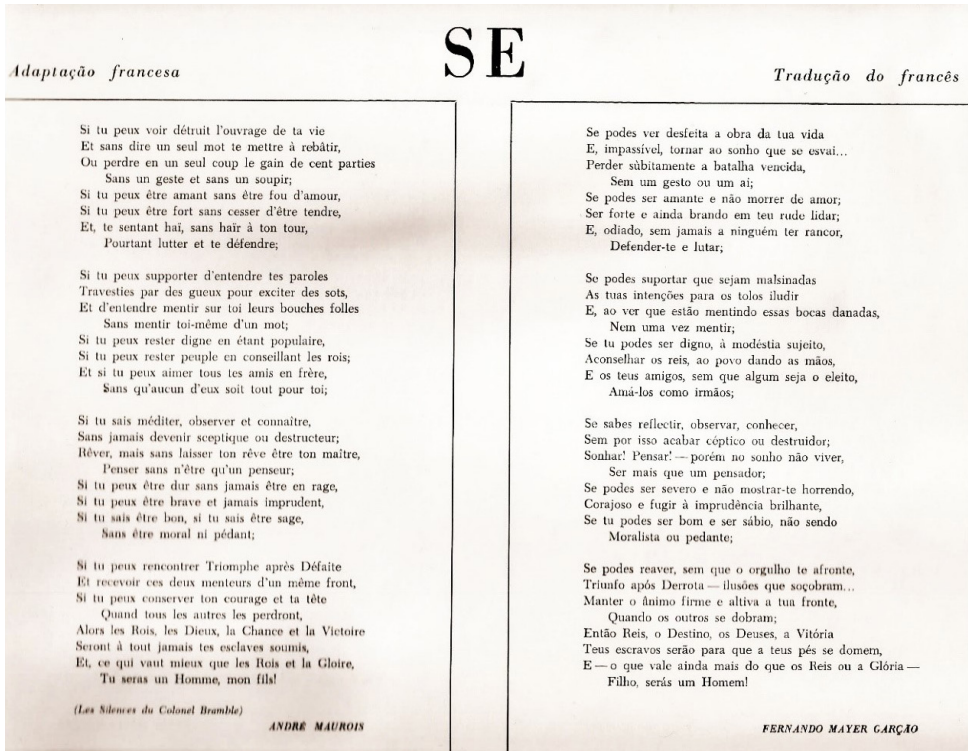 SE
Adaptação francesa
Si tu peux voir détruit l'ouvrage de ta vie
Et sans dire un seul mot te mettre à rebâtir,
Ou perdre en un seul coup le gain de cent parties
Sans un geste et sans un soupir;
Si tu peux être amant sans être fou d'amour,
Si tu peux être fort sans cesser d'être tendre,
Et, te sentant haï, sans haïr à ton tour,
Pourtant lutter et te défendre;
Si tu peux supporter d'entendre tes paroles
Travesties par des gueux pour exciter des sots,
Et d'entendre mentir sur toi leurs bouches folles
Sans mentir toi-même d'un mot;
Si tu peux rester digne en étant populaire,
Si tu peux rester peuple en conseillant les rois;
Et si tu peux aimer tous tes amis en frère,
Sans qu'aucun d'eux soit tout pour toi;
Si tu sais méditer, observer et connaître,
Sans jamais devenir sceptique ou destructeur;
Rêver, mais sans laisser ton rêve être ton maître,
Penser sans n'être qu'un penseur;
Si tu peux être dur sans jamais être en rage,
Si tu peux être brave et jamais imprudent,
Si tu sais être bon, si tu sais être sage,
Sans être moral ni pédant;
Si tu peux rencontrer Triomphe après Défaite
Et recevoir ces deux menteurs d'un même front,
Si tu peux conserver ton courage et ta tête
Quand tous les autres les perdront,
Alors les Rois, les Dieux, la Chance et la Victoire
Seront à tout jamais tes esclaves soumis,
Et, ce qui vaut mieux que les Rois et la Gloire,
Tu seras un Homme, mon fils!
(Les Silences du Colonel Bramble)
ANDRÉ MAUROIS
Tradução do francês
Se podes ver desfeita a obra da tua vida
E, impassível, tornar ao sonho que se esvai...
Perder sùbitamente a batalha vencida,
Sem um gesto ou um ai;
Se podes ser amante e não morrer de amor;
Ser forte e ainda brando em teu rude lidar;
E, odiado, sem jamais a ninguém ter rancor,
Defender-te e lutar;
Se podes suportar que sejam malsinadas
As tuas intenções para os tolos iludir
E, ao ver que estão mentindo essas bocas danadas,
Nem uma vez mentir;
Se tu podes ser digno, à modéstia sujeito,
Aconselhar os reis, ao povo dando as mãos,
E os teus amigos, sem que algum seja o eleito,
Amá-los como irmãos;
Se sabes reflectir, observar, conhecer,
Sem por isso acabar céptico ou destruidor;
Sonhar! Pensar! — porém no sonho não viver,
Ser mais que um pensador;
Se podes ser severo e não mostrar-te horrendo,
Corajoso e fugir à imprudência brilhante,
Se tu podes ser bom e ser sábio, não sendo
Moralista ou pedante;
Se podes reaver, sem que o orgulho te afronte,
Triunfo após Derrota — ilusões que soçobram...
Manter o ânimo firme e altiva a tua fronte,
Quando os outros se dobram;
Então Reis, o Destino, os Deuses, a Vitória
Teus escravos serão para que a teus pés se domem,
E — o que vale ainda mais do que os Reis ou a Glória —
Filho, serás um Homem!
FERNANDO MAYER GARÇÃO